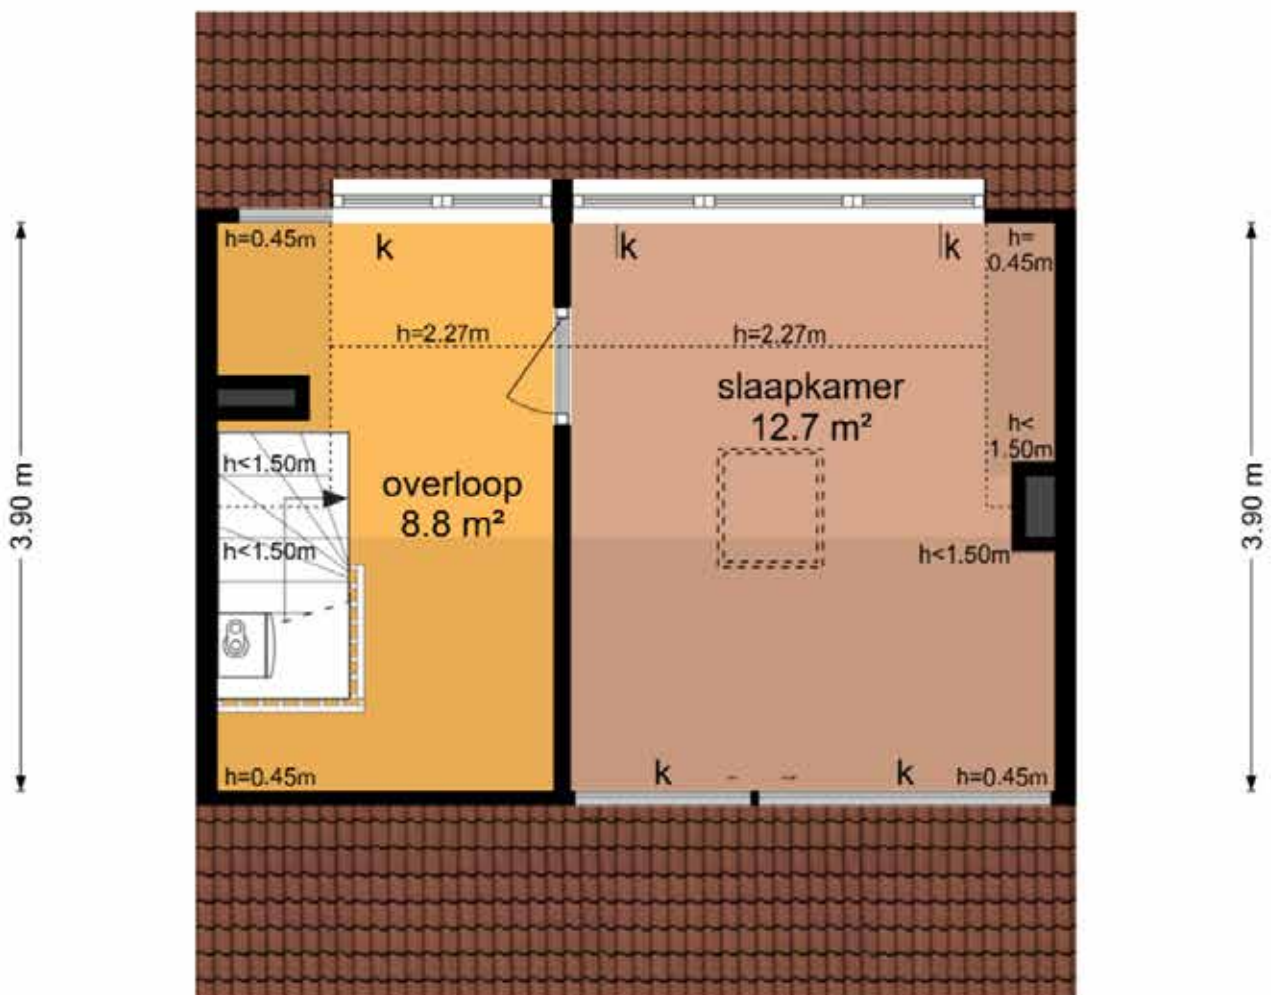 h=0.45m
k
k
k
h=
0.45m
h=2.27m
h=2.27m
slaapkamer
12.7 m²
h<
1.50m
h<1.50m
overloop
8.8 m²
3.90 m
3.90 m
h<1.50m
h<1.50m
h=0.45m
k
k
h=0.45m